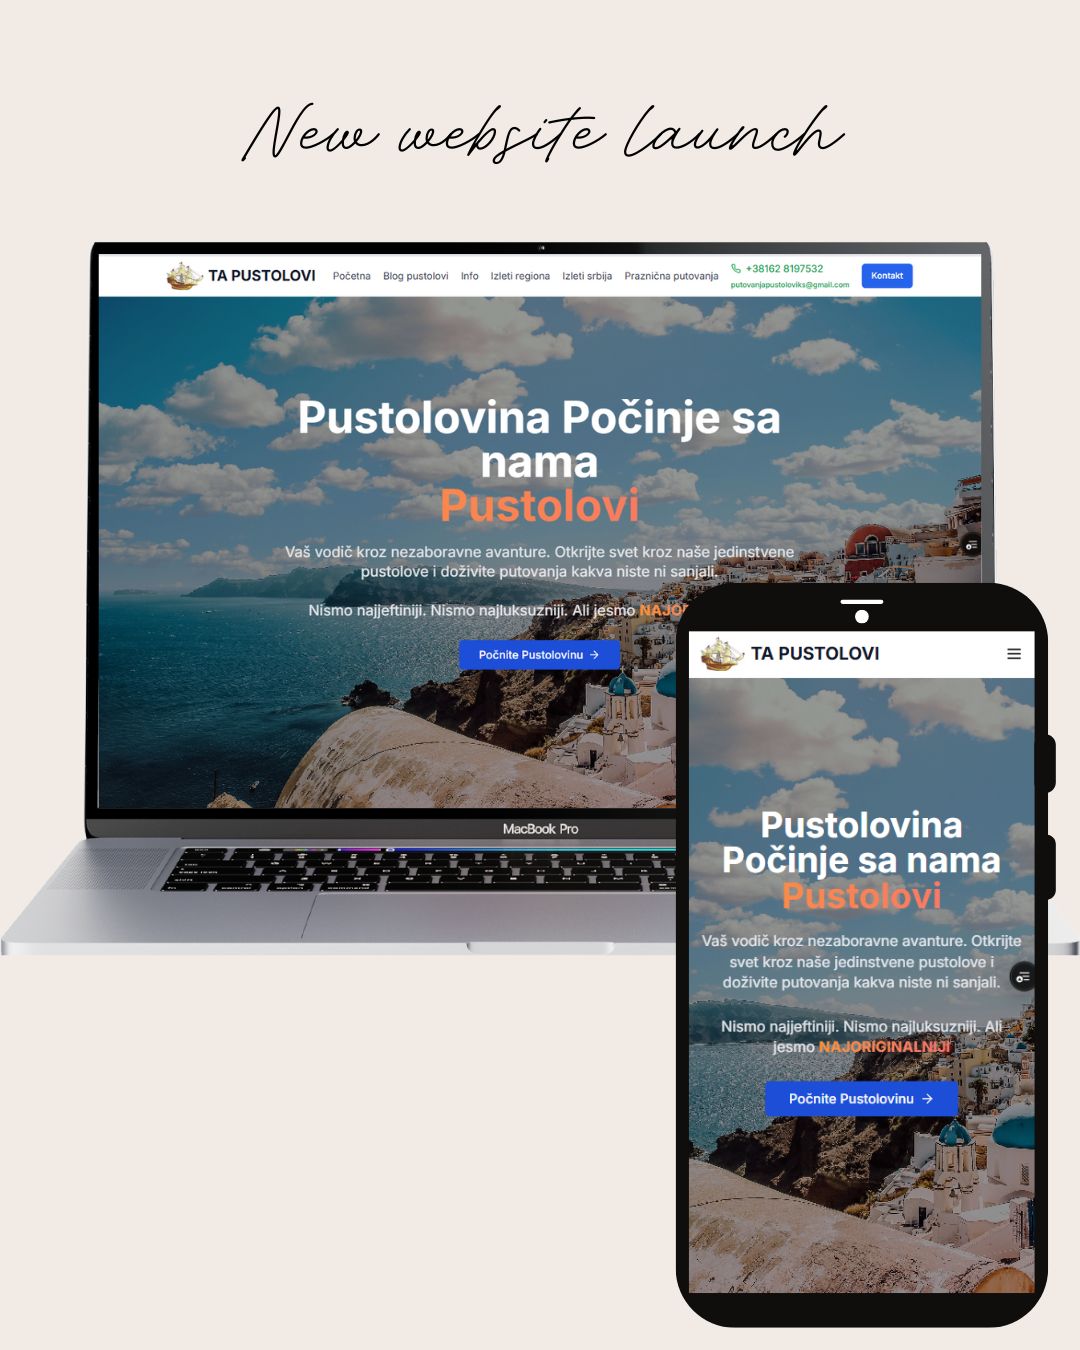 New website launch
TA PUSTOLOVI Početna Blog pustolovi Info Izleti regiona Izleti srbija Praznična putovanja +38162 8197532 Kontakt
putovanjapustoloviks@gmail.com
Pustolovina Počinje sa
nama
Pustolovi
Vaš vodič kroz nezaboravne avanture. Otkrijte svet kroz naše jedinstvene
pustolove i doživite putovanja kakva niste ni sanjali.
Nismo najjeftiniji. Nismo najluksuzniji. Ali jesmo
Počnite Pustolovinu →
MacBook Pro
TA PUSTOLOVI
Pustolovina
Počinje sa nama
Pustolovi
Vaš vodič kroz nezaboravne avanture. Otkrijte
svet kroz naše jedinstvene pustolove i
doživite putovanja kakva niste ni sanjali.
Nismo najjeftiniji. Nismo najluksuzniji. Ali
jesmo NAJORIGINALNIJI
Počnite Pustolovinu →